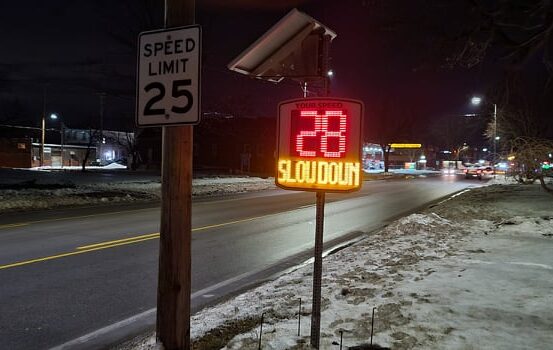 SPEED
LIMIT
25
YOUR SPEED
28
SLOW DOWN